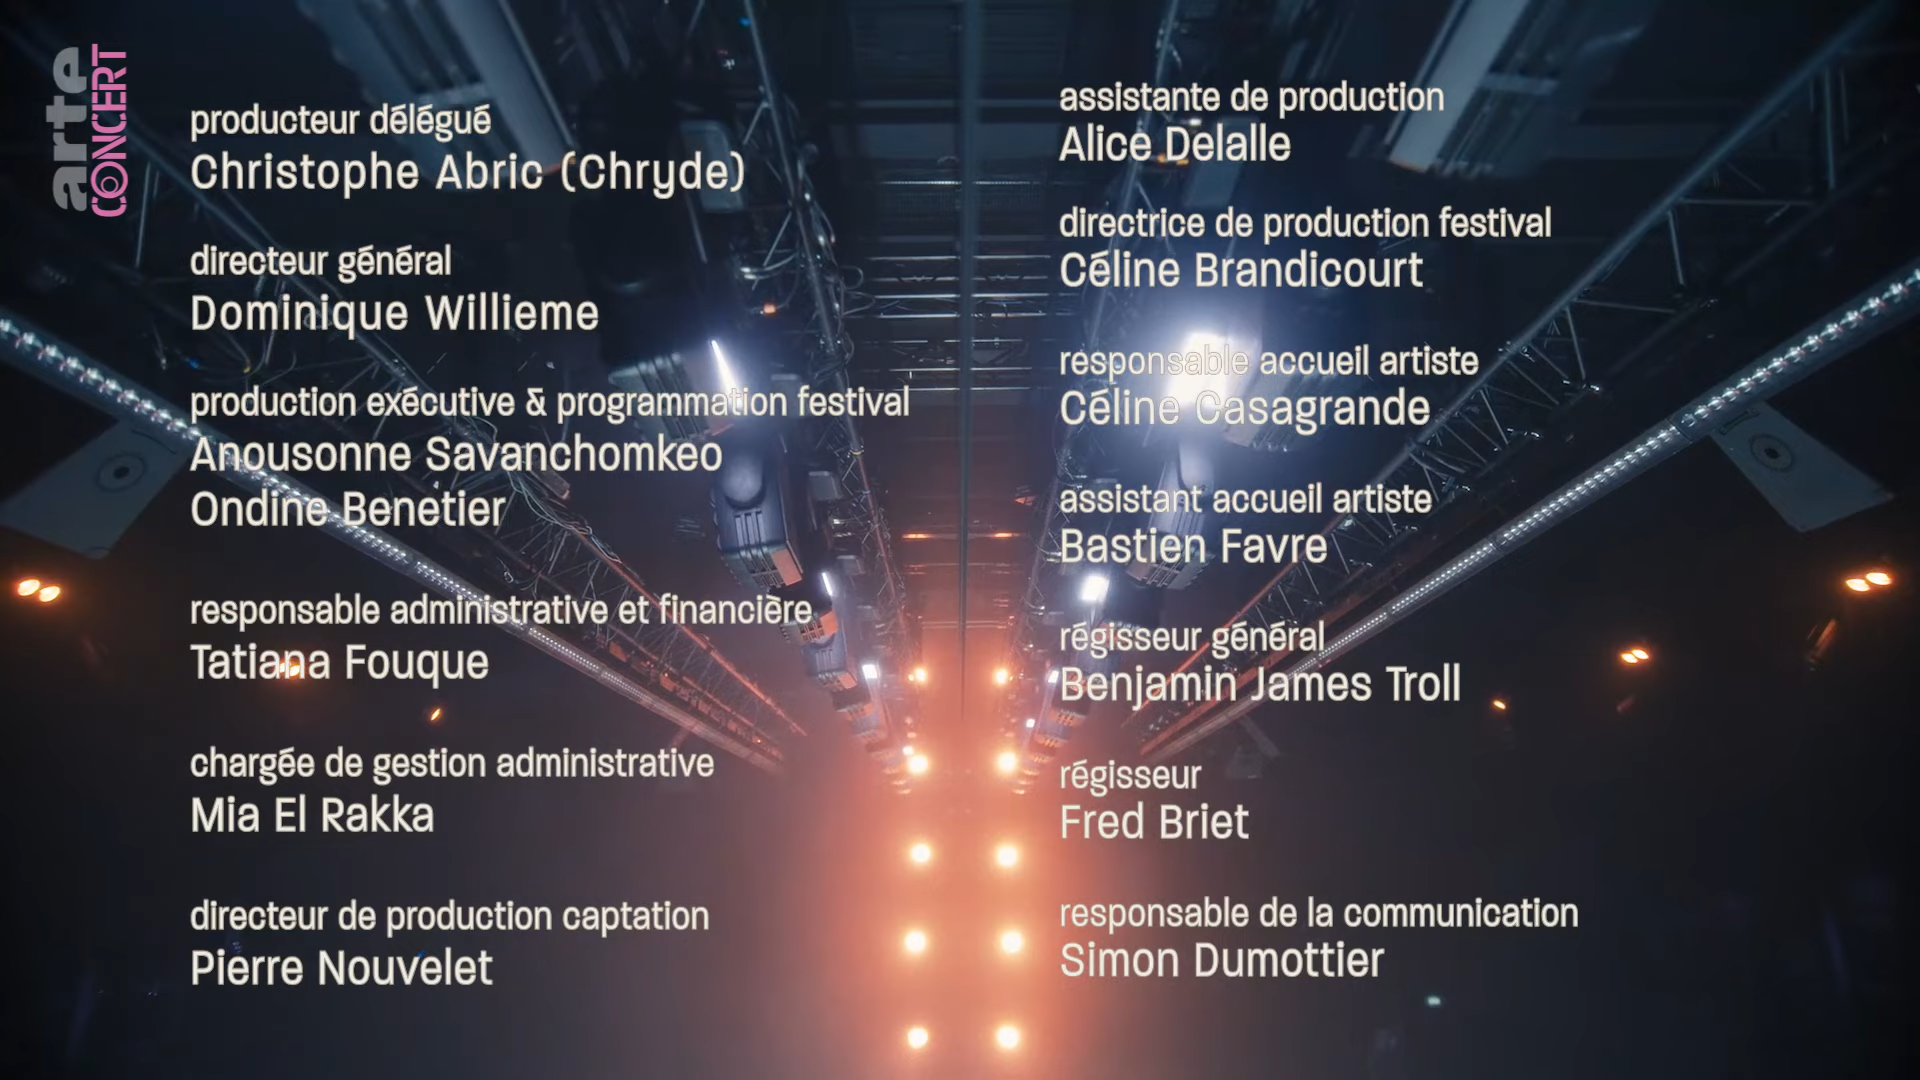 arte
CONCERT
producteur délégué
Christophe Abric (Chryde)
directeur général
Dominique Willieme
production exécutive & programmation festival
Anousonne Savanchomkeo
Ondine Benetier
responsable administrative et financière
Tatiana Fouque
chargée de gestion administrative
Mia El Rakka
directeur de production captation
Pierre Nouvelet
assistante de production
Alice Delalle
directrice de production festival
Céline Brandicourt
responsable accueil artiste
Céline Casagrande
assistant accueil artiste
Bastien Favre
régisseur général
Benjamin James Troll
régisseur
Fred Briet
responsable de la communication
Simon Dumottier